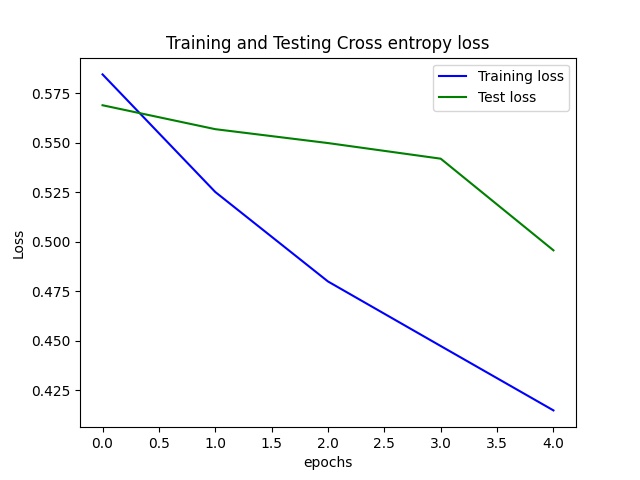 Training and Testing Cross entropy loss
Training loss
Test loss
0.575
0.550
0.525
0.500
0.475
0.450
0.425
Loss
0.0 0.5 1.0 1.5 2.0 2.5 3.0 3.5 4.0
epochs